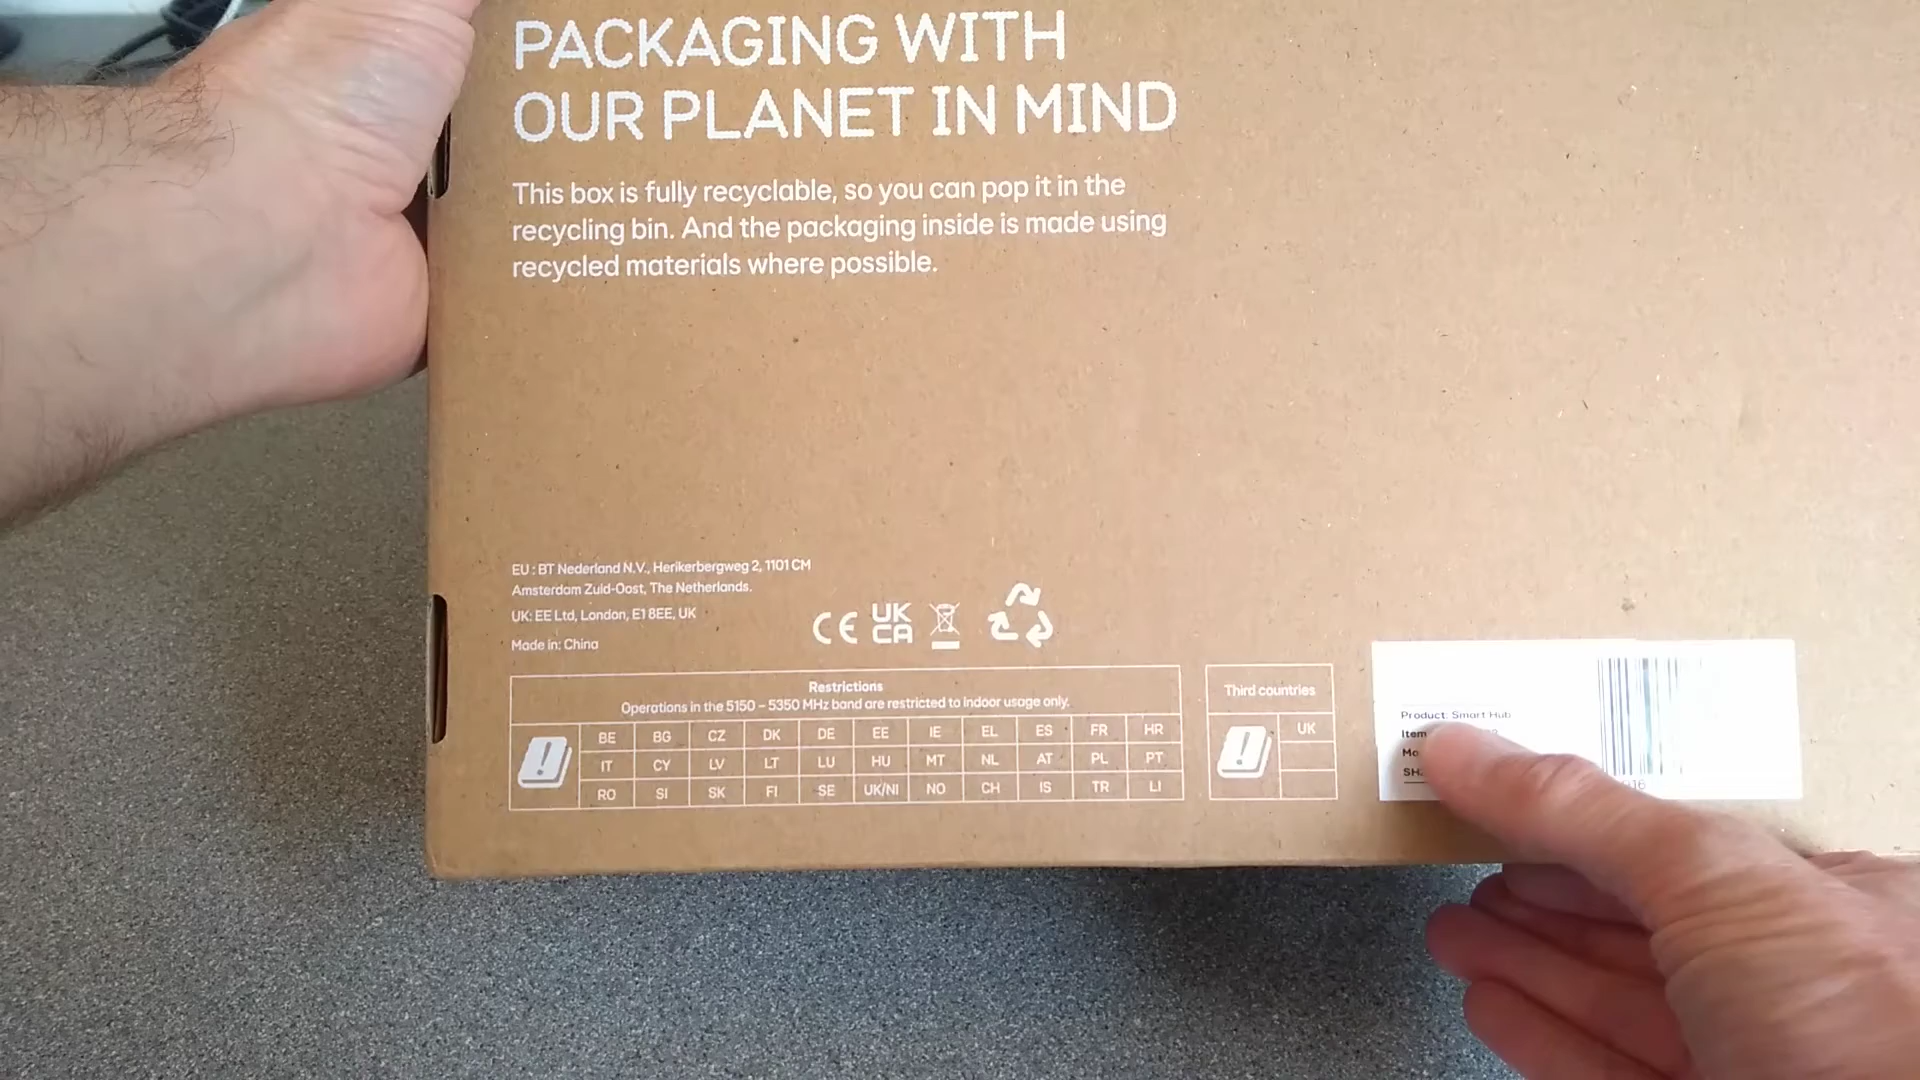 PACKAGING WITH
OUR PLANET IN MIND
This box is fully recyclable, so you can pop it in the
recycling bin. And the packaging inside is made using
recycled materials where possible.
EU : BT Nederland N.V., Herikerbergweg 2, 1101 CM
Amsterdam Zuid-Oost, The Netherlands.
UK: EE Ltd, London, E1 8EE, UK
Made in: China
CE UK CA
Restrictions
Operations in the 5150 – 5350 MHz band are restricted to indoor usage only.
BE BG CZ DK DE EE IE EL ES FR HR
IT CY LV LT LU HU MT NL AT PL PT
RO SI SK FI SE UK/NI NO CH IS TR LI
Third countries
UK
Product: Smart Hub
Item